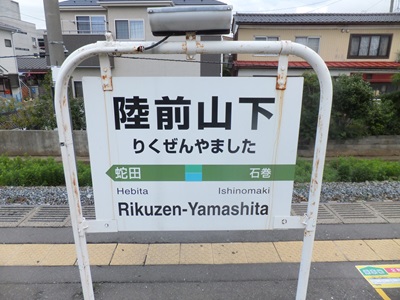 陸前山下
りくぜんやました
蛇田 石巻
Hebita Ishinomaki
Rikuzen-Yamashita